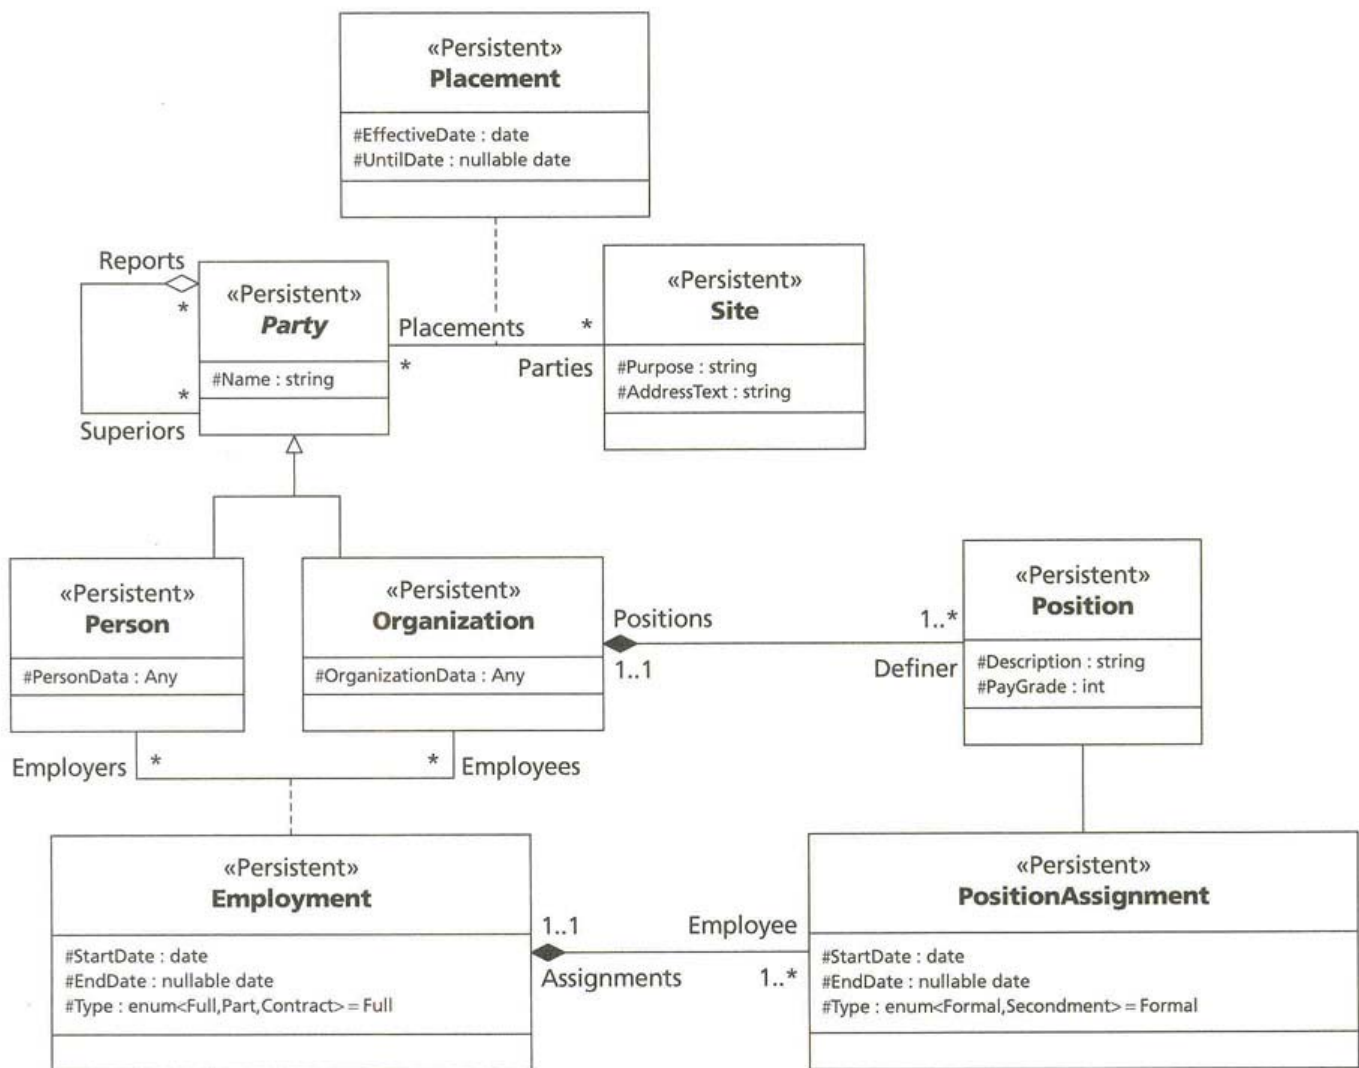 «Persistent»
Placement
#EffectiveDate : date
#UntilDate : nullable date
Reports
*
«Persistent»
Party
#Name : string
*
Superiors
Placements
*
*
Parties
«Persistent»
Site
#Purpose : string
#AddressText : string
«Persistent»
Person
#PersonData : Any
«Persistent»
Organization
#OrganizationData : Any
Positions
1..1
1..*
Definer
«Persistent»
Position
#Description : string
#PayGrade : int
Employers
*
*
Employees
«Persistent»
Employment
#StartDate : date
#EndDate : nullable date
#Type : enum<Full,Part,Contract> = Full
1..1
Assignments
Employee
1..*
«Persistent»
PositionAssignment
#StartDate : date
#EndDate : nullable date
#Type : enum<Formal,Secondment> = Formal